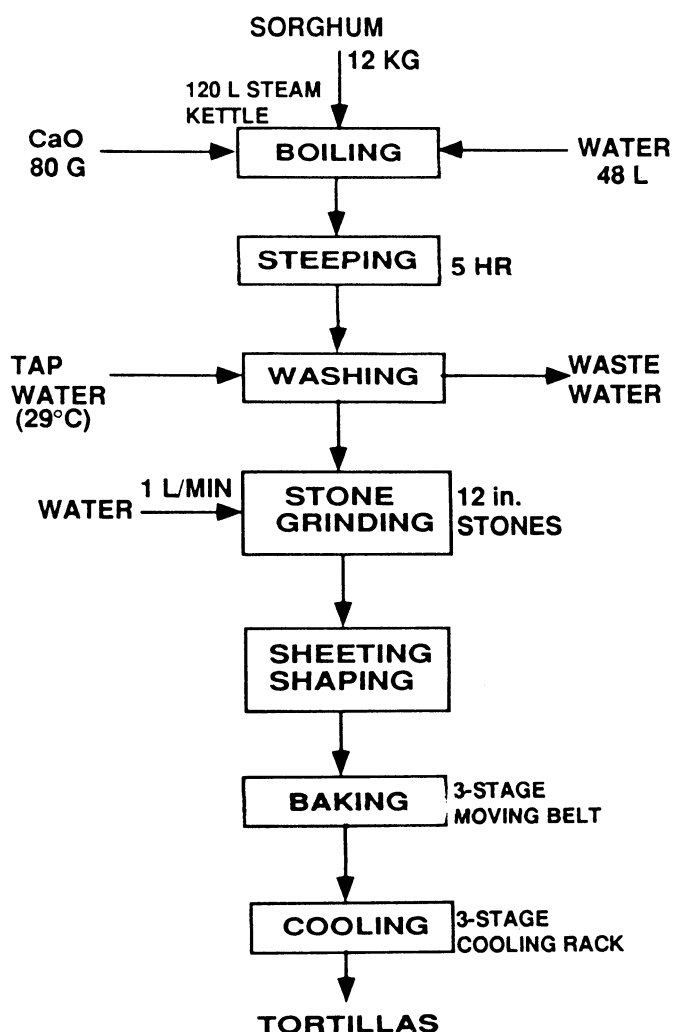 SORGHUM
12 KG
120 L STEAM
KETTLE
CaO
80 G
BOILING
WATER
48 L
STEEPING
5 HR
TAP
WATER
(29°C)
WASHING
WASTE
WATER
WATER
1 L/MIN
STONE
GRINDING
12 in.
STONES
SHEETING
SHAPING
BAKING
3-STAGE
MOVING BELT
COOLING
3-STAGE
COOLING RACK
TORTILLAS